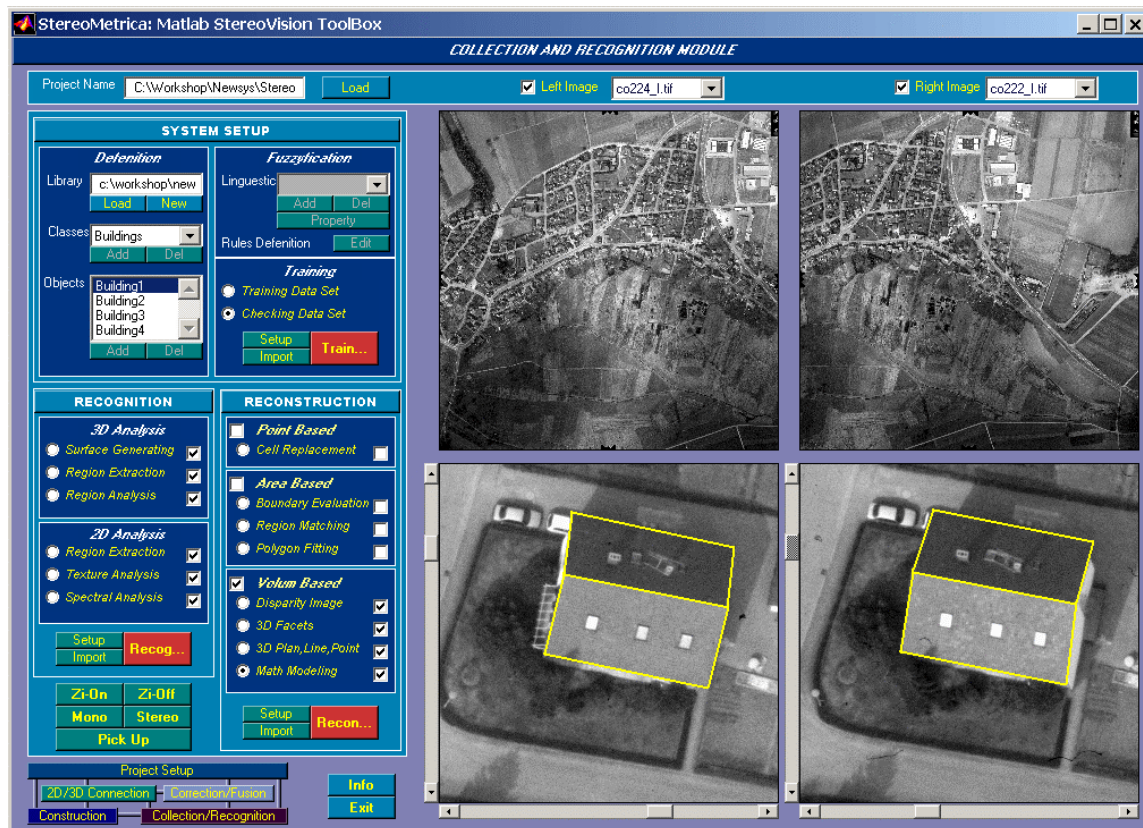 StereoMetrica: Matlab StereoVision ToolBox
COLLECTION AND RECOGNITION MODULE
Project Name C:\Workshop\Newsys\Stereo Load Left Image co224_l.tif Right Image co222_l.tif
SYSTEM SETUP
Defenition
Library c:\workshop\new
Load New
Classes Buildings
Add Del
Objects Building1
Building2
Building3
Building4
Add Del
Fuzzyfication
Linguestic
Add Del
Property
Rules Defenition Edit
Training
Training Data Set
Checking Data Set
Setup
Import
Train...
RECOGNITION
3D Analysis
Surface Generating
Region Extraction
Region Analysis
2D Analysis
Region Extraction
Texture Analysis
Spectral Analysis
Setup
Import
Recog...
RECONSTRUCTION
Point Based
Cell Replacement
Area Based
Boundary Evaluation
Region Matching
Polygon Fitting
Volum Based
Disparity Image
3D Facets
3D Plan,Line,Point
Math Modeling
Setup
Import
Recon...
Zi-On Zi-Off
Mono Stereo
Pick Up
Project Setup
2D/3D Connection Correction/Fusion
Construction Collection/Recognition
Info
Exit